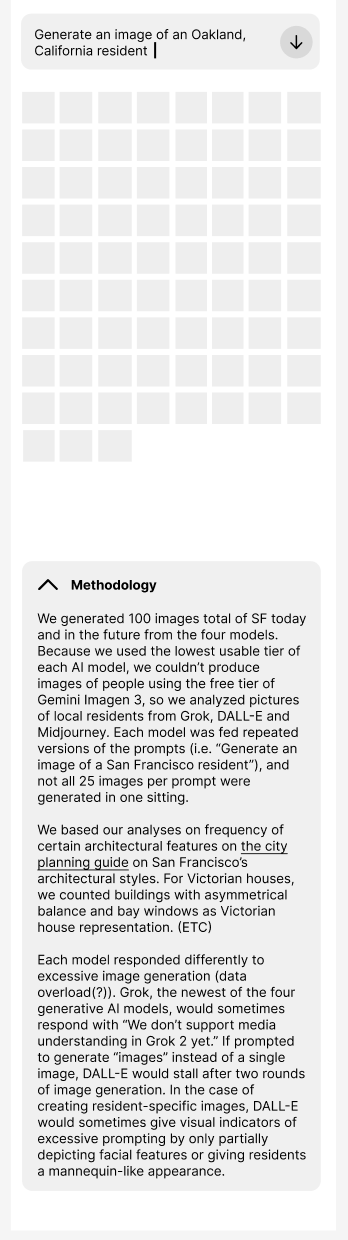 Generate an image of an Oakland,
California resident
Methodology
We generated 100 images total of SF today
and in the future from the four models.
Because we used the lowest usable tier of
each AI model, we couldn’t produce
images of people using the free tier of
Gemini Imagen 3, so we analyzed pictures
of local residents from Grok, DALL-E and
Midjourney. Each model was fed repeated
versions of the prompts (i.e. “Generate an
image of a San Francisco resident”), and
not all 25 images per prompt were
generated in one sitting.
We based our analyses on frequency of
certain architectural features on the city
planning guide on San Francisco’s
architectural styles. For Victorian houses,
we counted buildings with asymmetrical
balance and bay windows as Victorian
house representation. (ETC)
Each model responded differently to
excessive image generation (data
overload(?)). Grok, the newest of the four
generative AI models, would sometimes
respond with “We don’t support media
understanding in Grok 2 yet.” If prompted
to generate “images” instead of a single
image, DALL-E would stall after two rounds
of image generation. In the case of
creating resident-specific images, DALL-E
would sometimes give visual indicators of
excessive prompting by only partially
depicting facial features or giving residents
a mannequin-like appearance.